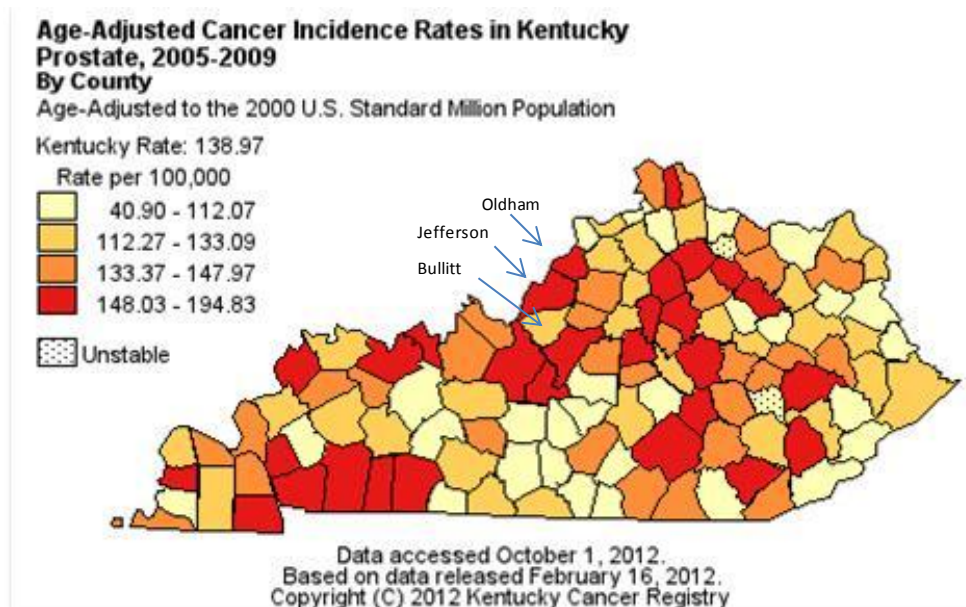 Age-Adjusted Cancer Incidence Rates in Kentucky
Prostate, 2005-2009
By County
Age-Adjusted to the 2000 U.S. Standard Million Population
Kentucky Rate: 138.97
Rate per 100,000
40.90 - 112.07
112.27 - 133.09
133.37 - 147.97
148.03 - 194.83
Unstable
Oldham
Jefferson
Bullitt
Data accessed October 1, 2012.
Based on data released February 16, 2012.
Copyright (C) 2012 Kentucky Cancer Registry